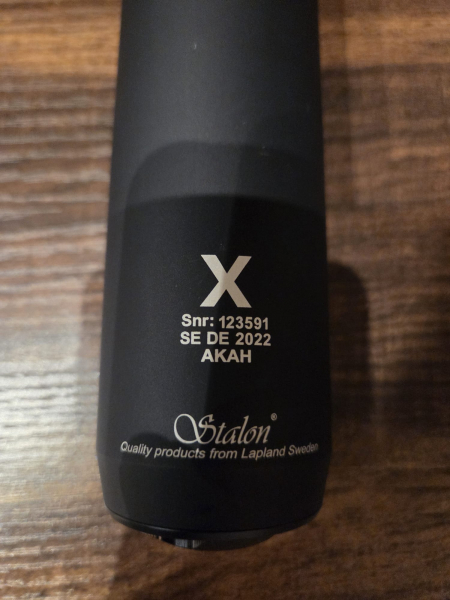 X
Snr: 123591
SE DE 2022
AKAH
Stalon®
Quality products from Lapland Sweden